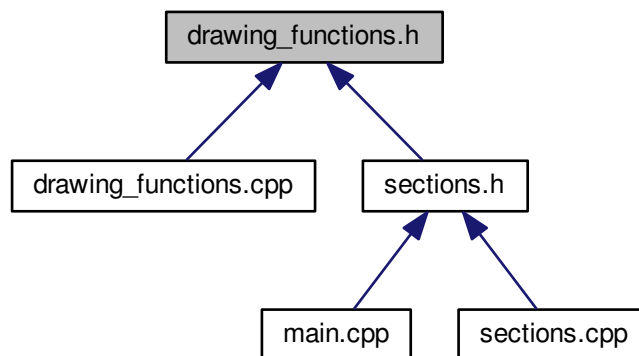 drawing_functions.h
drawing_functions.cpp
sections.h
main.cpp
sections.cpp